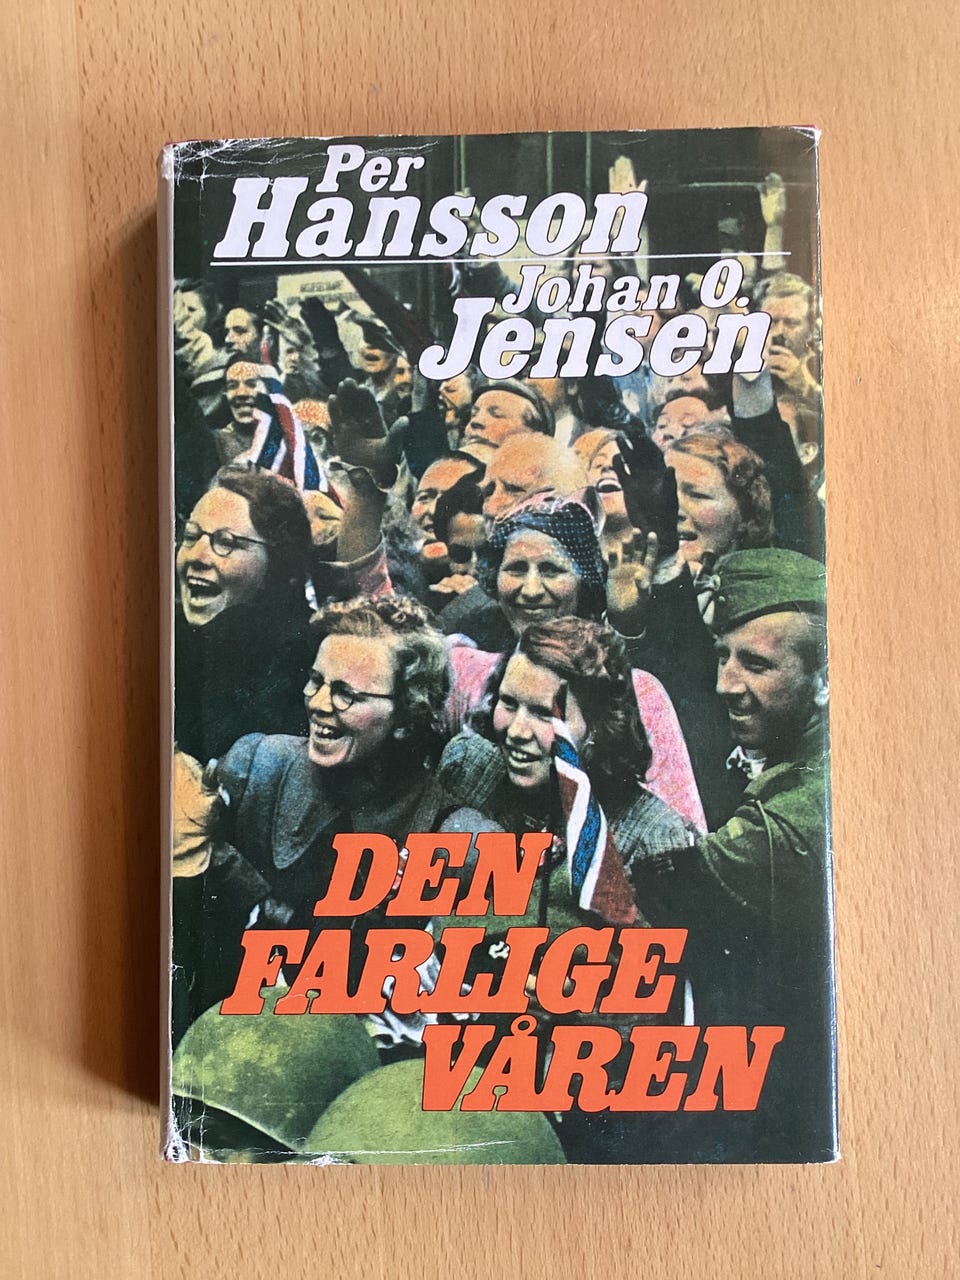 Per
Hansson
Johan O.
Jensen
DEN
FARLIGE
VÅREN